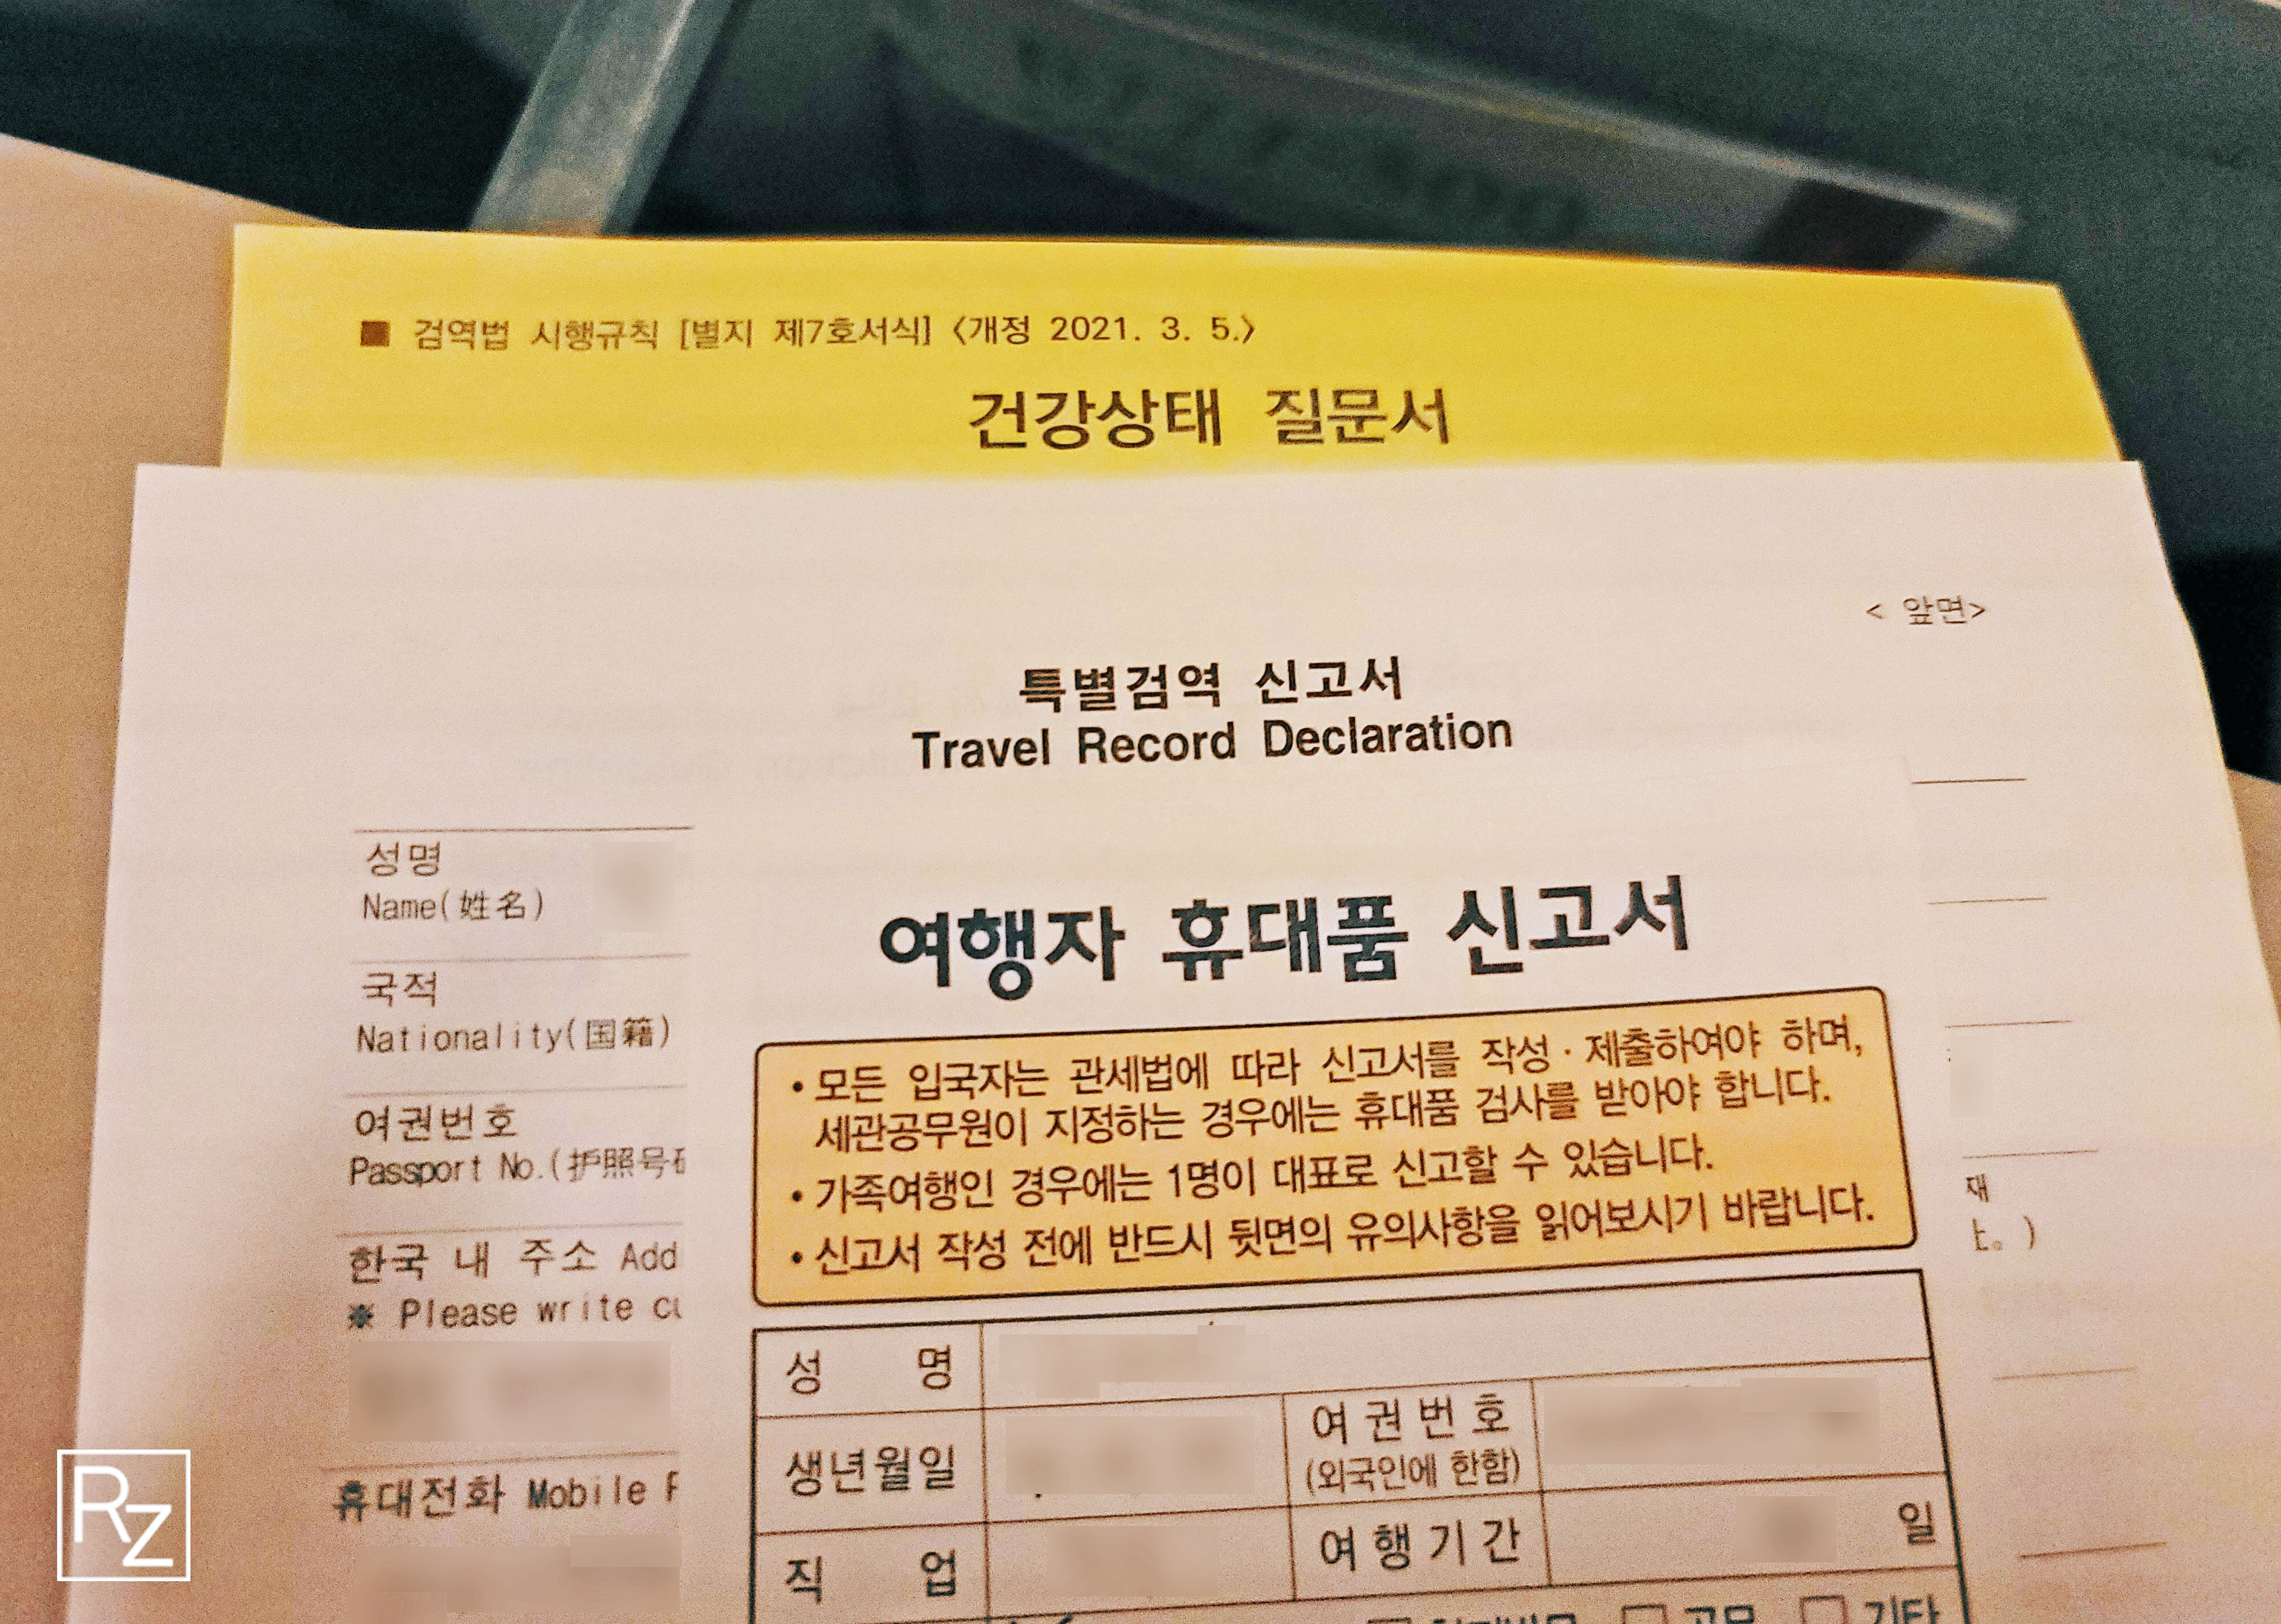 ■ 검역법 시행규칙 [별지 제7호서식] <개정 2021. 3. 5.>
건강상태 질문서
< 앞면>
특별검역 신고서
Travel Record Declaration
성명
Name(姓名)
국적
Nationality(国籍)
여권번호
Passport No.(护照号
한국 내 주소 Add
※ Please write
휴대전화 Mobile
여행자 휴대품 신고서
• 모든 입국자는 관세법에 따라 신고서를 작성 · 제출하여야 하며,
세관공무원이 지정하는 경우에는 휴대품 검사를 받아야 합니다.
• 가족여행인 경우에는 1명이 대표로 신고할 수 있습니다.
• 신고서 작성 전에 반드시 뒷면의 유의사항을 읽어보시기 바랍니다.
성 명
생년월일
여 권 번 호
(외국인에 한함)
직 업
여 행 기 간
일
공무
기타
재
)
RZ